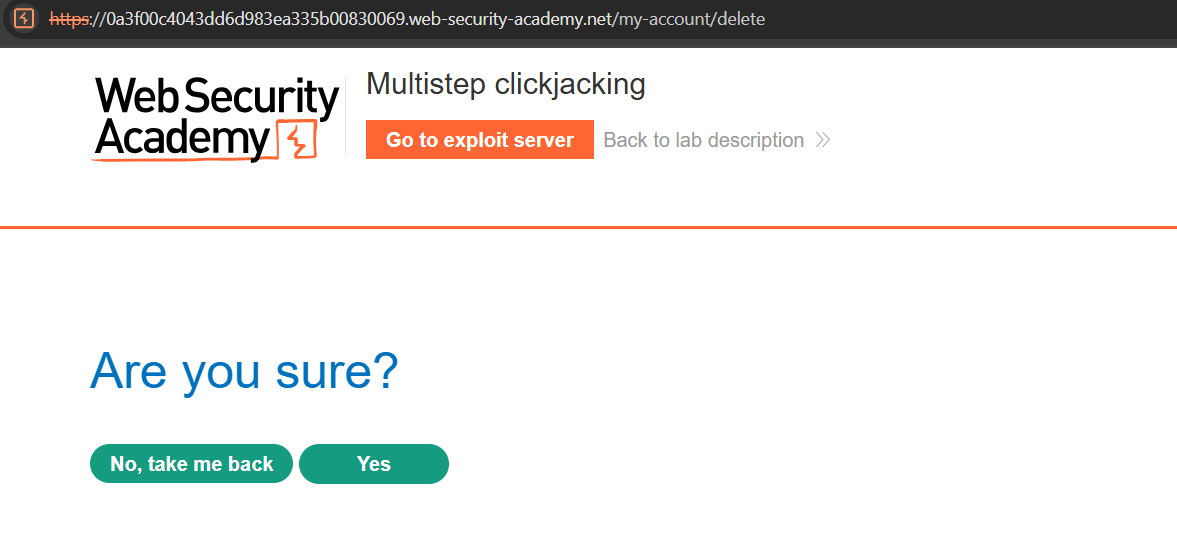 https://0a3f00c4043dd6d983ea335b00830069.web-security-academy.net/my-account/delete
Web Security
Academy
Multistep clickjacking
Go to exploit server
Back to lab description
Are you sure?
No, take me back
Yes